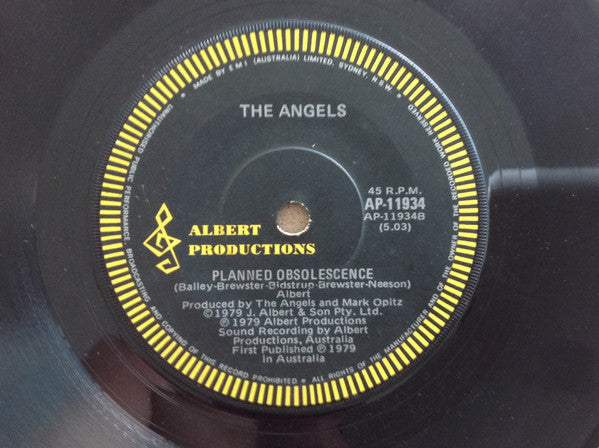 MADE BY EMI (AUSTRALIA) LIMITED, SYDNEY, N.S.W. • ALL RIGHTS OF THE MANUFACTURER AND OF THE OWNER OF THE RECORDED WORK RESERVED
UNAUTHORISED PUBLIC PERFORMANCE, BROADCASTING AND COPYING OF THIS RECORD PROHIBITED •
THE ANGELS
45 R.P.M.
AP-11934
AP-11934B
(5.03)
ALBERT
PRODUCTIONS
PLANNED OBSOLESCENCE
(Bailey-Brewster-Bidstrup-Brewster-Neeson)
Albert
Produced by The Angels and Mark Opitz
©1979 J. Albert & Son Pty. Ltd.
℗ 1979 Albert Productions
Sound Recording by Albert
Productions, Australia
First Published ℗ 1979
in Australia